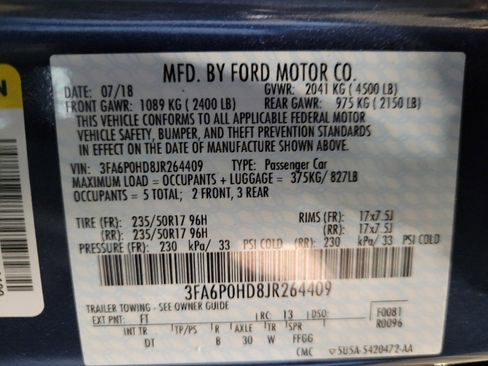 MFD. BY FORD MOTOR CO.
DATE: 07/18 GVWR: 2041 KG ( 4500 LB)
FRONT GAWR: 1089 KG ( 2400 LB) REAR GAWR: 975 KG ( 2150 LB)
THIS VEHICLE CONFORMS TO ALL APPLICABLE FEDERAL MOTOR
VEHICLE SAFETY, BUMPER, AND THEFT PREVENTION STANDARDS
IN EFFECT ON THE DATE OF MANUFACTURE SHOWN ABOVE.
VIN: 3FA6P0HD8JR264409 TYPE: Passenger Car
MAXIMUM LOAD = OCCUPANTS + LUGGAGE = 375KG/ 827LB
OCCUPANTS = 5 TOTAL; 2 FRONT, 3 REAR
TIRE (FR): 235/50R17 96H RIMS (FR): 17x7.5J
(RR): 235/50R17 96H (RR): 17x7.5J
PRESSURE (FR): 230 kPa/ 33 PSI COLD (RR): 230 kPa/ 33 PSI COLD
3FA6P0HD8JR264409
TRAILER TOWING - SEE OWNER GUIDE
EXT PNT: FT RC: 13 DSO: F0081
R0096
INT TR TP/PS R AXLE TR SPR
DT B 30 W FFGG
CMC 5U5A-5420472-AA